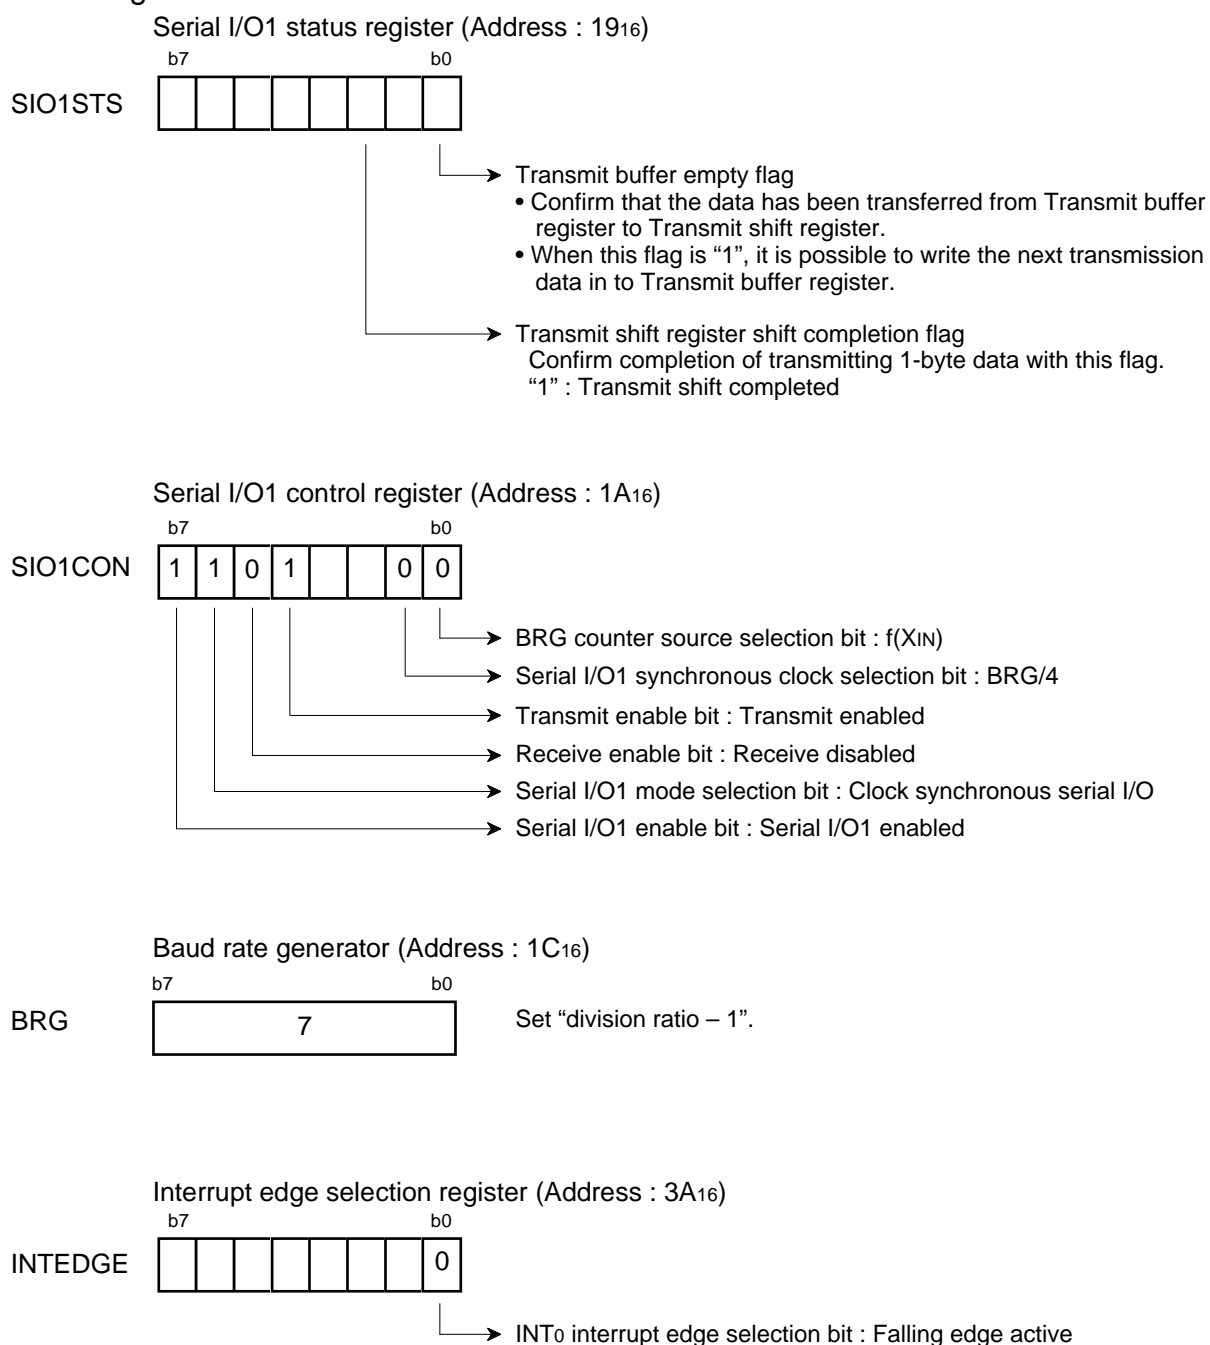 g
Serial I/O1 status register (Address : 1916)
b7 b0
SIO1STS
Transmit buffer empty flag
• Confirm that the data has been transferred from Transmit buffer
register to Transmit shift register.
• When this flag is “1”, it is possible to write the next transmission
data in to Transmit buffer register.
Transmit shift register shift completion flag
Confirm completion of transmitting 1-byte data with this flag.
“1” : Transmit shift completed
Serial I/O1 control register (Address : 1A16)
b7 b0
SIO1CON 1 1 0 1 0 0
BRG counter source selection bit : f(XIN)
Serial I/O1 synchronous clock selection bit : BRG/4
Transmit enable bit : Transmit enabled
Receive enable bit : Receive disabled
Serial I/O1 mode selection bit : Clock synchronous serial I/O
Serial I/O1 enable bit : Serial I/O1 enabled
Baud rate generator (Address : 1C16)
b7 b0
BRG 7 Set “division ratio – 1”.
Interrupt edge selection register (Address : 3A16)
b7 b0
INTEDGE 0
INT0 interrupt edge selection bit : Falling edge active